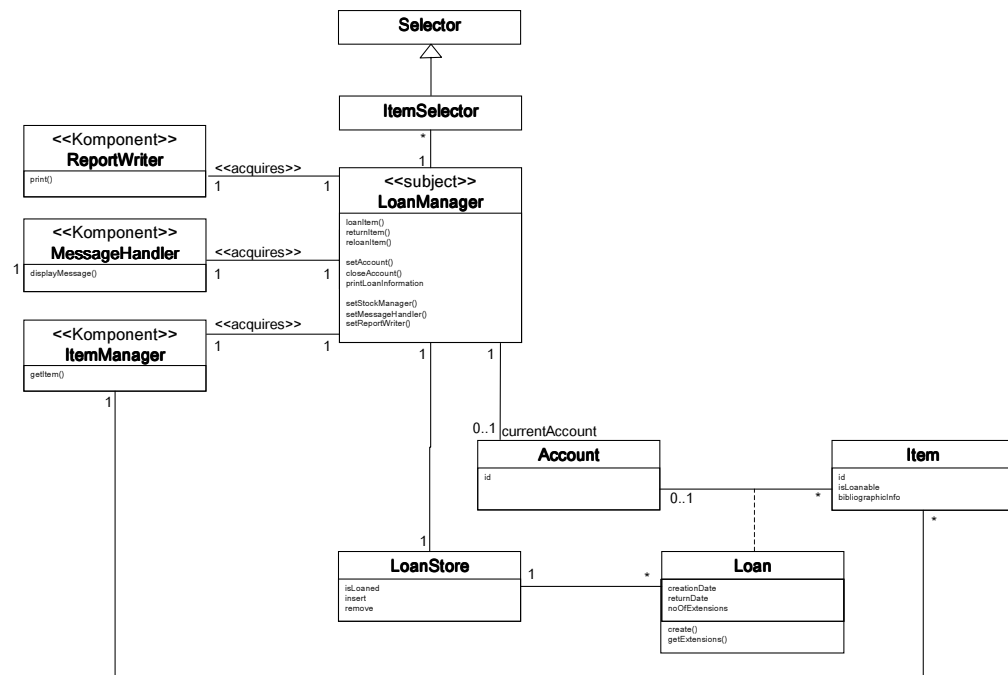 Selector
ItemSelector
*
1
<<Komponent>>
ReportWriter
print()
<<acquires>>
1
1
<<subject>>
LoanManager
loanItem()
returnItem()
reloanItem()
setAccount()
closeAccount()
printLoanInformation
setStockManager()
setMessageHandler()
setReportWriter()
<<Komponent>>
MessageHandler
displayMessage()
1
<<acquires>>
1
1
<<Komponent>>
ItemManager
getItem()
1
<<acquires>>
1
1
1
1
0..1
currentAccount
Account
id
0..1
*
Item
id
isLoanable
bibliographicInfo
*
1
LoanStore
isLoaned
insert
remove
1
*
Loan
creationDate
returnDate
noOfExtensions
create()
getExtensions()